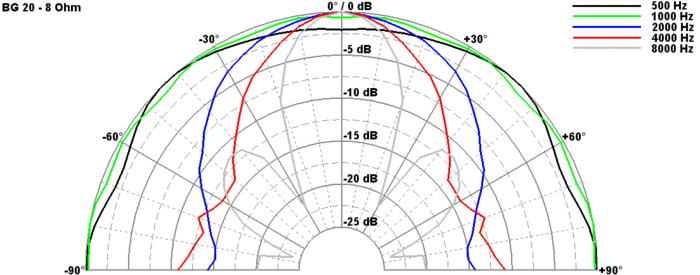 BG 20 - 8 Ohm
0° / 0 dB
500 Hz
1000 Hz
2000 Hz
4000 Hz
8000 Hz
-30°
+30°
-5 dB
-10 dB
-60°
+60°
-15 dB
-20 dB
-25 dB
-90°
+90°